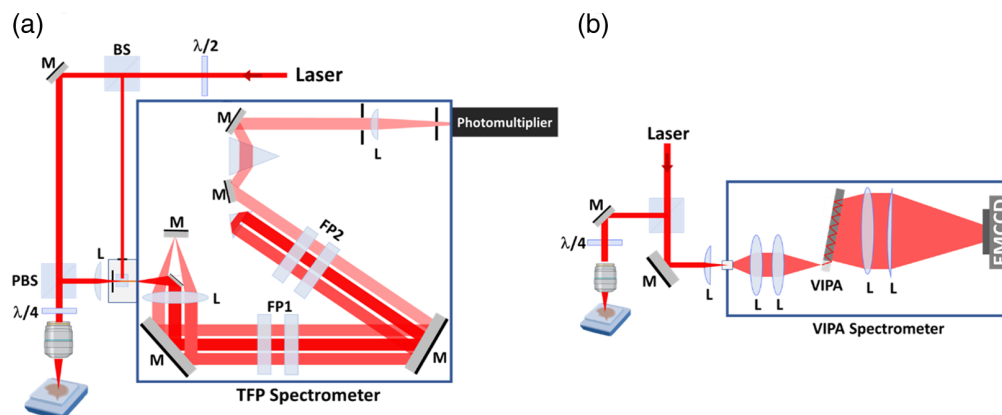 (a)
BS
λ/2
M
Laser
M
Photomultiplier
L
M
M
FP2
L
PBS
L
FP1
λ/4
M
M
TFP Spectrometer
(b)
Laser
M
λ/4
EMCCD
M
L
L
L
VIPA
L
L
VIPA Spectrometer